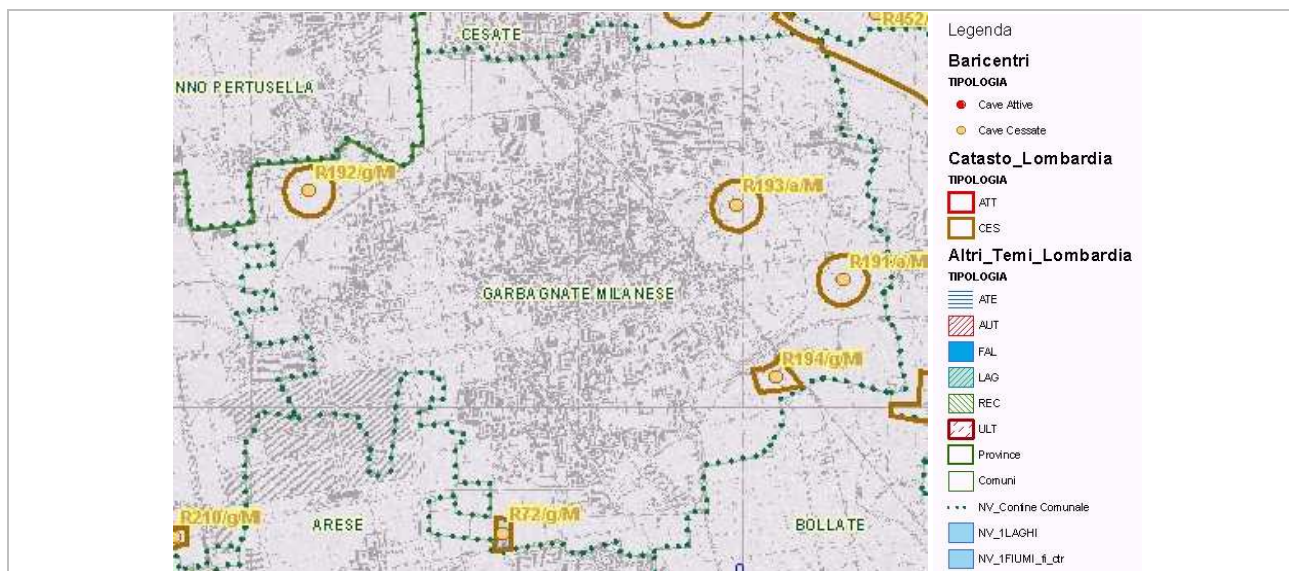 R452/
CESATE
NNO PERTUSELLA
R192/g/MI
R193/a/MI
R191/a/MI
GARBAGNATE MILANESE
R194/g/MI
R210/g/MI
ARESE
R72/g/MI
BOLLATE
0
Legenda
Baricentri
TIPOLOGIA
Cave Attive
Cave Cessate
Catasto_Lombardia
TIPOLOGIA
ATT
CES
Altri_Temi_Lombardia
TIPOLOGIA
ATE
AUT
FAL
LAG
REC
ULT
Province
Comuni
NV_Confine Comunale
NV_1LAGHI
NV_1FIUMI_fi_ctr